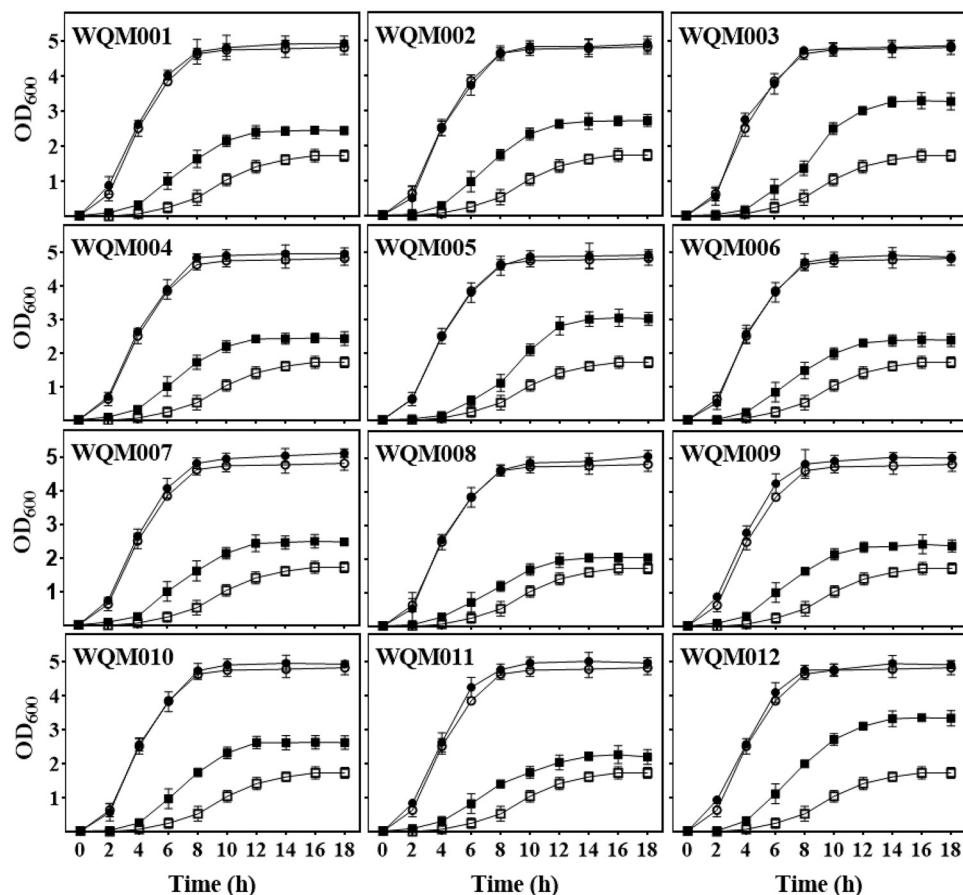 WQM001 WQM002 WQM003
OD600
5
4
3
2
1
WQM004 WQM005 WQM006
OD600
5
4
3
2
1
WQM007 WQM008 WQM009
OD600
5
4
3
2
1
WQM010 WQM011 WQM012
OD600
5
4
3
2
1
0 2 4 6 8 10 12 14 16 18 0 2 4 6 8 10 12 14 16 18 0 2 4 6 8 10 12 14 16 18
Time (h) Time (h) Time (h)